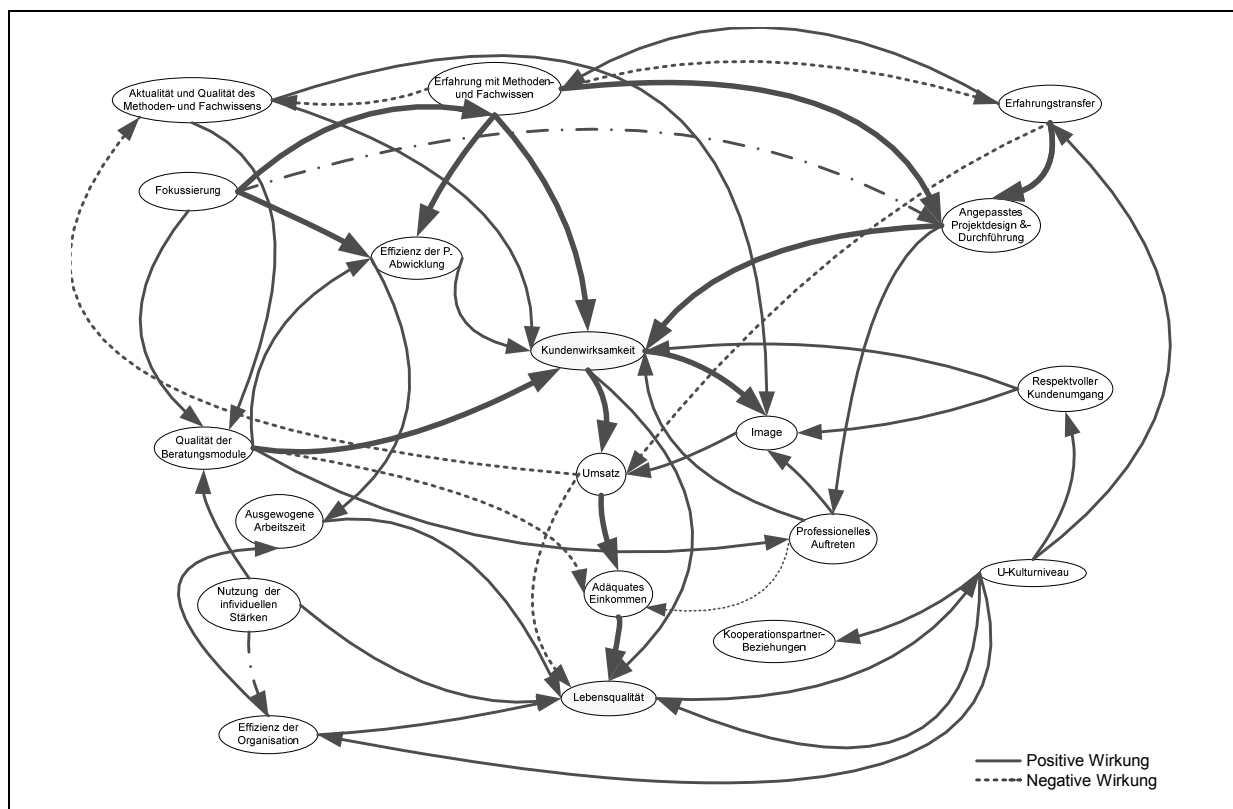 Aktualität und Qualität des
Methoden- und Fachwissens
Erfahrung mit Methoden-
und Fachwissen
Erfahrungstransfer
Fokussierung
Angepasstes
Projektdesign &-
Durchführung
Effizienz der P-
Abwicklung
Kundenwirksamkeit
Respektvoller
Kundenumgang
Image
Qualität der
Beratungsmodule
Umsatz
Ausgewogene
Arbeitszeit
Professionelles
Auftreten
Adäquates
Einkommen
U-Kulturniveau
Nutzung der
infividuellen
Stärken
Kooperationspartner-
Beziehungen
Lebensqualität
Effizienz der
Organisation
Positive Wirkung
Negative Wirkung